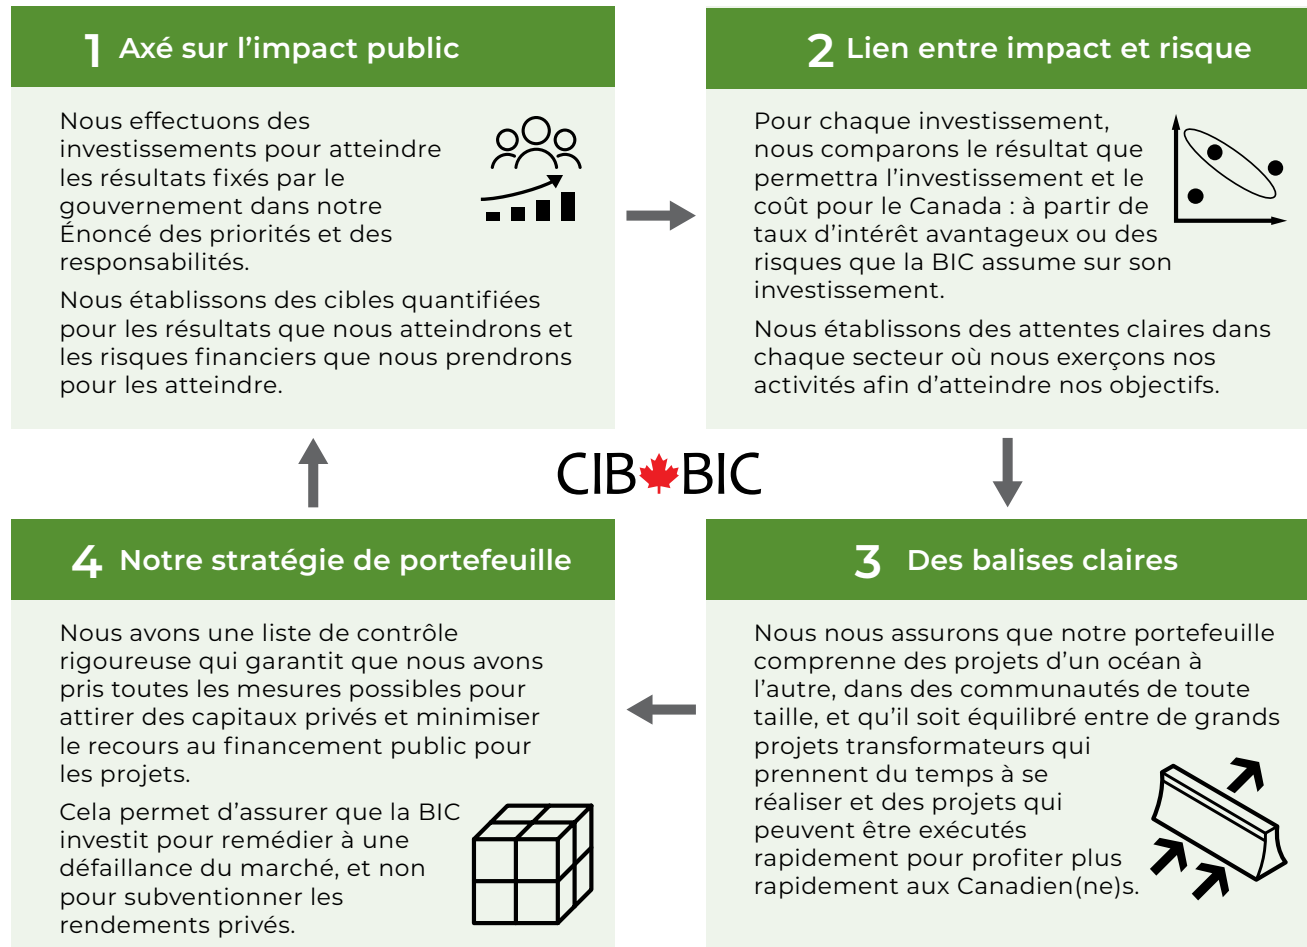 1 Axé sur l’impact public
Nous effectuons des
investissements pour atteindre
les résultats fixés par le
gouvernement dans notre
Énoncé des priorités et des
responsabilités.
Nous établissons des cibles quantifiées
pour les résultats que nous atteindrons et
les risques financiers que nous prendrons
pour les atteindre.
2 Lien entre impact et risque
Pour chaque investissement,
nous comparons le résultat que
permettra l’investissement et le
coût pour le Canada : à partir de
taux d’intérêt avantageux ou des
risques que la BIC assume sur son
investissement.
Nous établissons des attentes claires dans
chaque secteur où nous exerçons nos
activités afin d’atteindre nos objectifs.
CIB BIC
3 Des balises claires
Nous nous assurons que notre portefeuille
comprenne des projets d’un océan à
l’autre, dans des communautés de toute
taille, et qu’il soit équilibré entre de grands
projets transformateurs qui
prennent du temps à se
réaliser et des projets qui
peuvent être exécutés
rapidement pour profiter plus
rapidement aux Canadien(ne)s.
4 Notre stratégie de portefeuille
Nous avons une liste de contrôle
rigoureuse qui garantit que nous avons
pris toutes les mesures possibles pour
attirer des capitaux privés et minimiser
le recours au financement public pour
les projets.
Cela permet d’assurer que la BIC
investit pour remédier à une
défaillance du marché, et non
pour subventionner les
rendements privés.